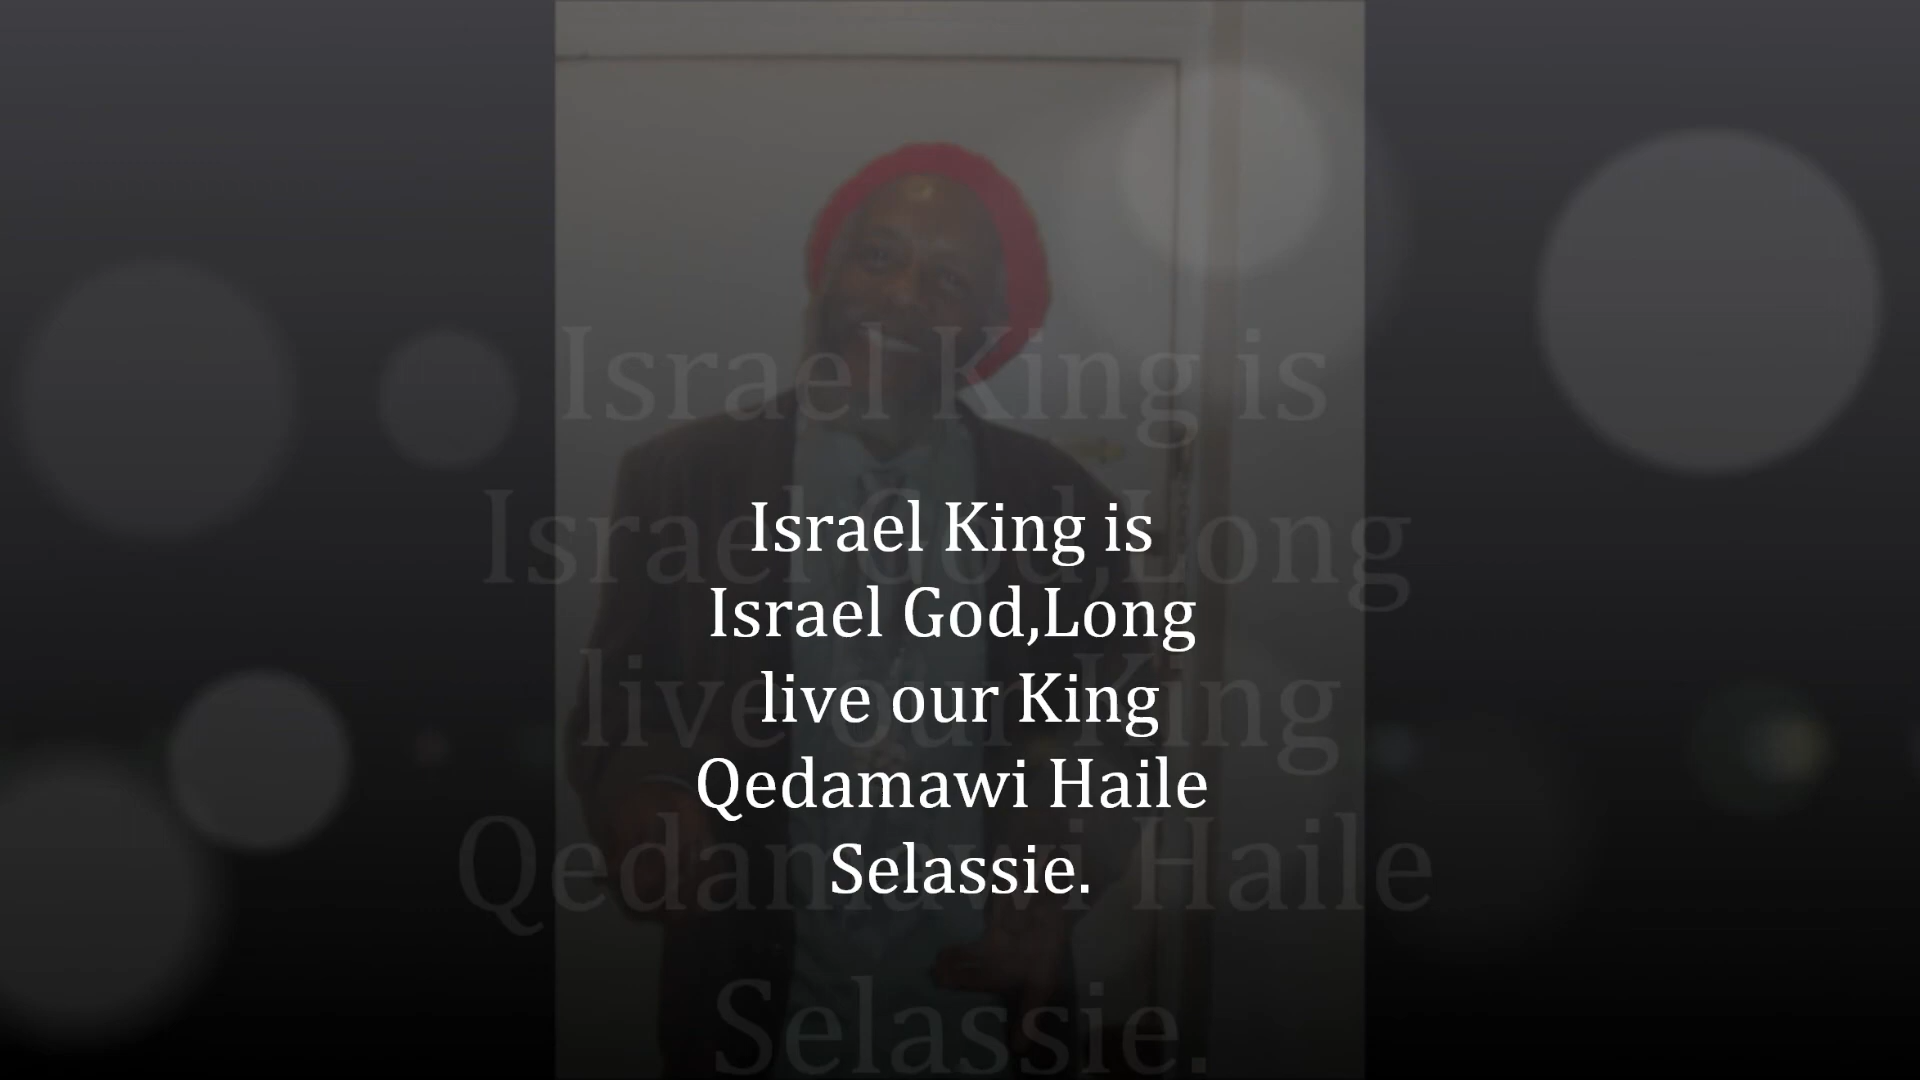 Israel King is
Israel God,Long
live our King
Qedamawi Haile
Selassie.